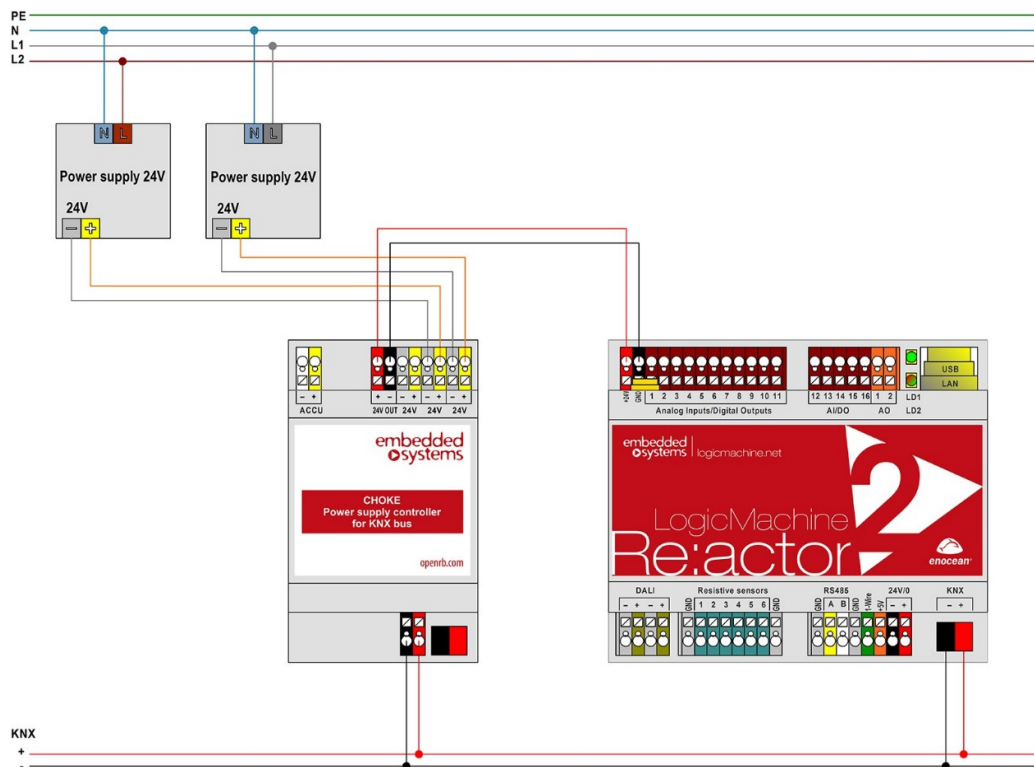 PE
N
L1
L2
N L
N L
Power supply 24V
Power supply 24V
24V
24V
− +
− +
− + + − − + − + − +
ACCU 24V OUT 24V 24V 24V
+24V GND 1 2 3 4 5 6 7 8 9 10 11 12 13 14 15 16 1 2
Analog Inputs/Digital Outputs AI/DO AO
LD1
LD2
USB
LAN
embedded
systems
CHOKE
Power supply controller
for KNX bus
openrb.com
embedded
systems
logicmachine.net
2
LogicMachine
Re:actor
enocean
DALI Resistive sensors RS485 24V/0 KNX
− + − + GND 1 2 3 4 5 6 GND GND A B GND 1-Wire +5V − + − +
KNX
+
-